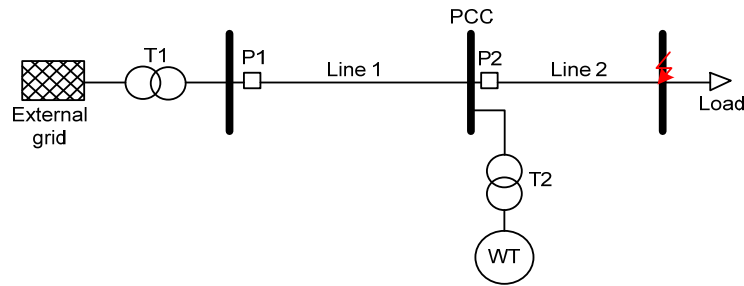 PCC
T1
P1
Line 1
P2
Line 2
External
grid
Load
T2
WT